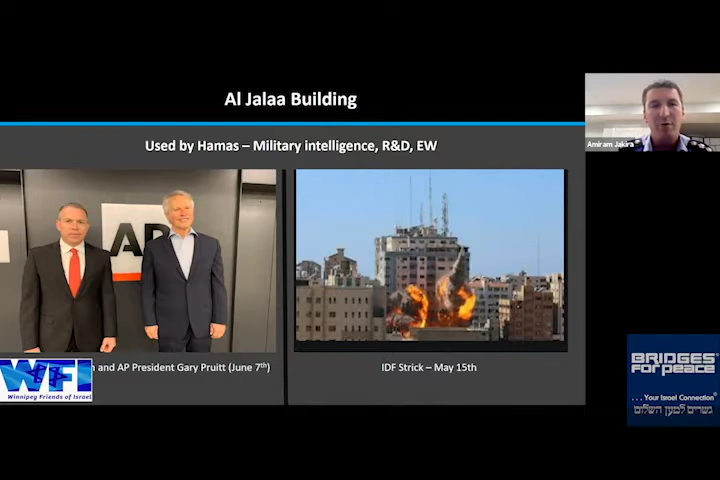 Al Jalaa Building
Used by Hamas – Military intelligence, R&D, EW
Amiram Jakira
AP
and AP President Gary Pruitt (June 7th)
IDF Strick – May 15th
WFI
Winnipeg Friends of Israel
BRIDGES
FOR PEACE
...Your Israel Connection®
גשרים למען השלום